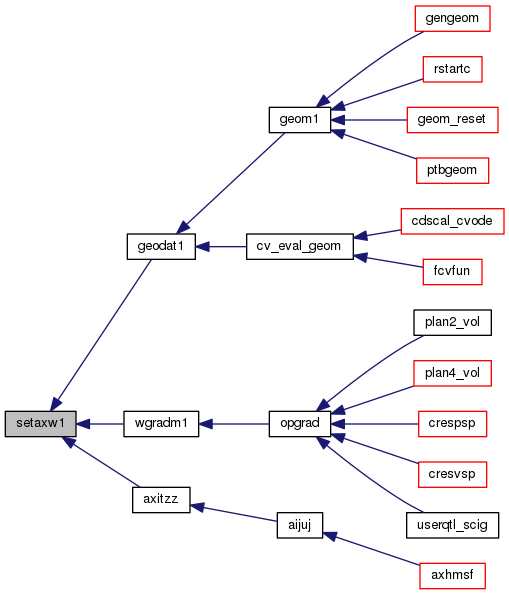 gengeom
rstartc
geom1
geom_reset
ptbgeom
cdscal_cvode
geodat1
cv_eval_geom
fcvfun
plan2_vol
plan4_vol
setaxw1
wgradm1
opgrad
crespsp
cresvsp
axitzz
aijuj
userqtl_scig
axhmsf